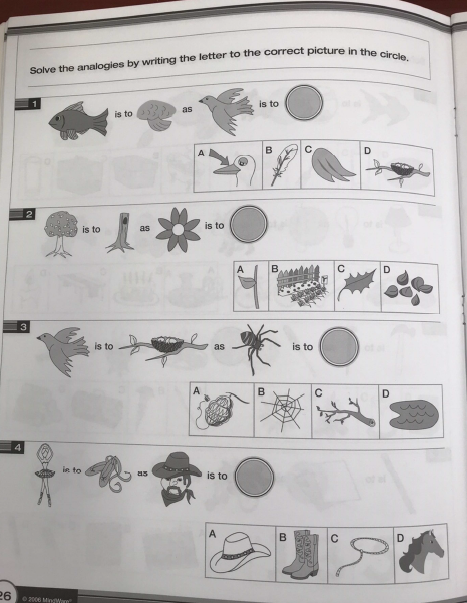 Solve the analogies by writing the letter to the correct picture in the circle.
1
is to as is to
A B C D
2
is to as is to
A B C D
3
is to as is to
A B C D
4
is to as is to
A B C D
26 © 2006 MindWare®